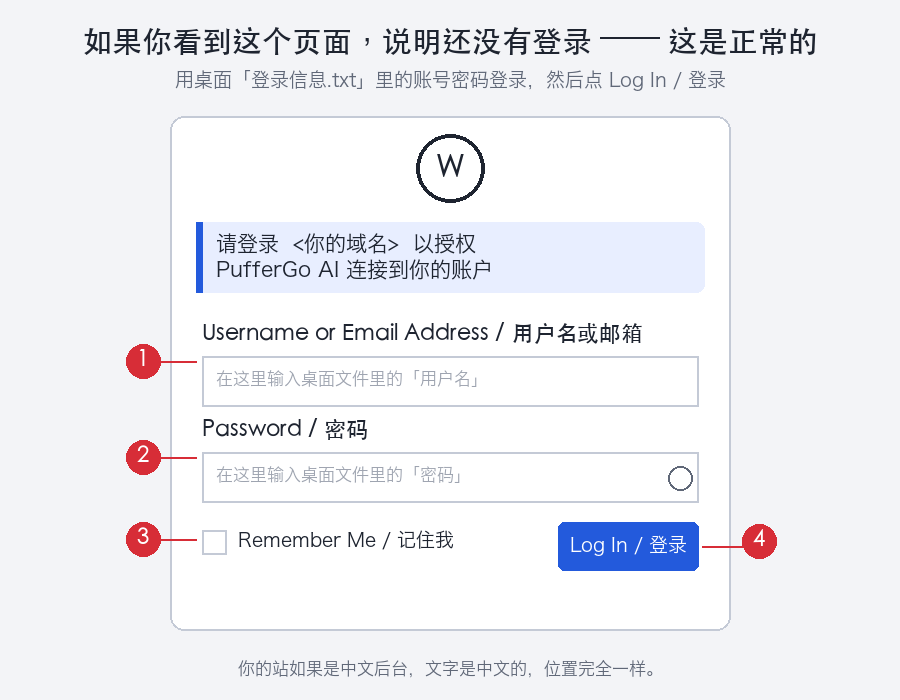 如果你看到这个页面，说明还没有登录 —— 这是正常的
用桌面「登录信息.txt」里的账号密码登录，然后点 Log In / 登录
W
请登录 <你的域名> 以授权
PufferGo AI 连接到你的账户
Username or Email Address / 用户名或邮箱
1
在这里输入桌面文件里的「用户名」
Password / 密码
2
在这里输入桌面文件里的「密码」
3 Remember Me / 记住我 Log In / 登录 4
你的站如果是中文后台，文字是中文的，位置完全一样。